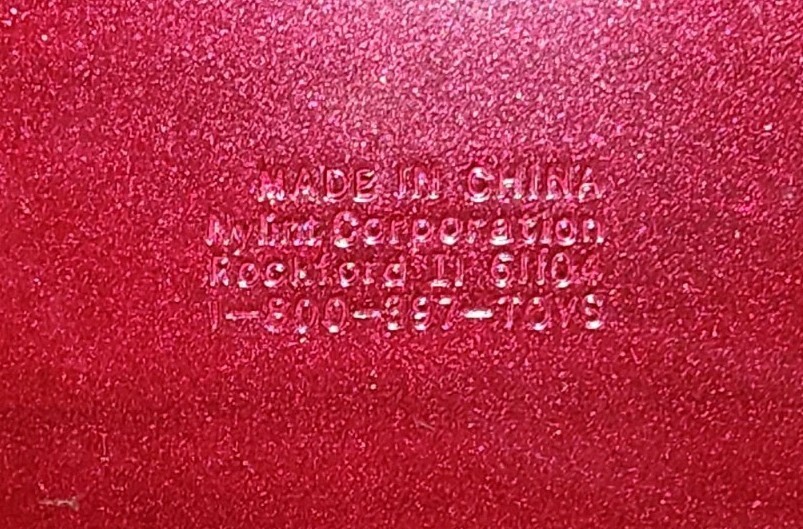 MADE IN CHINA
Nylint Corporation
Rockford Il 61104
1-800-397-TOYS